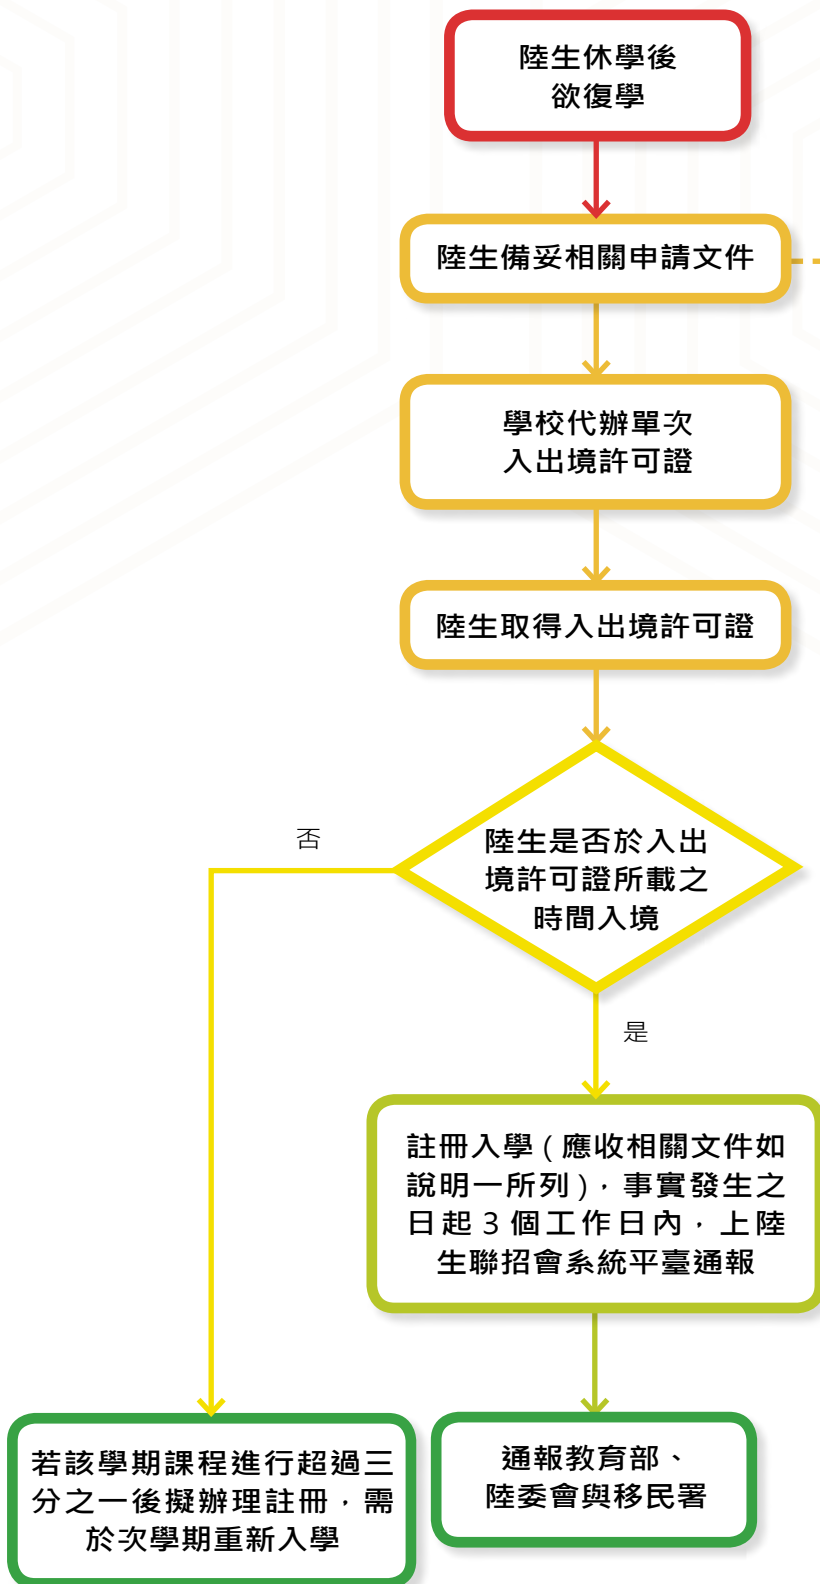 陸生休學後
欲復學
陸生備妥相關申請文件
學校代辦單次
入出境許可證
陸生取得入出境許可證
陸生是否於入出
境許可證所載之
時間入境
否
是
註冊入學（應收相關文件如
說明一所列），事實發生之
日起 3 個工作日內，上陸
生聯招會系統平臺通報
若該學期課程進行超過三
分之一後擬辦理註冊，需
於次學期重新入學
通報教育部、
陸委會與移民署